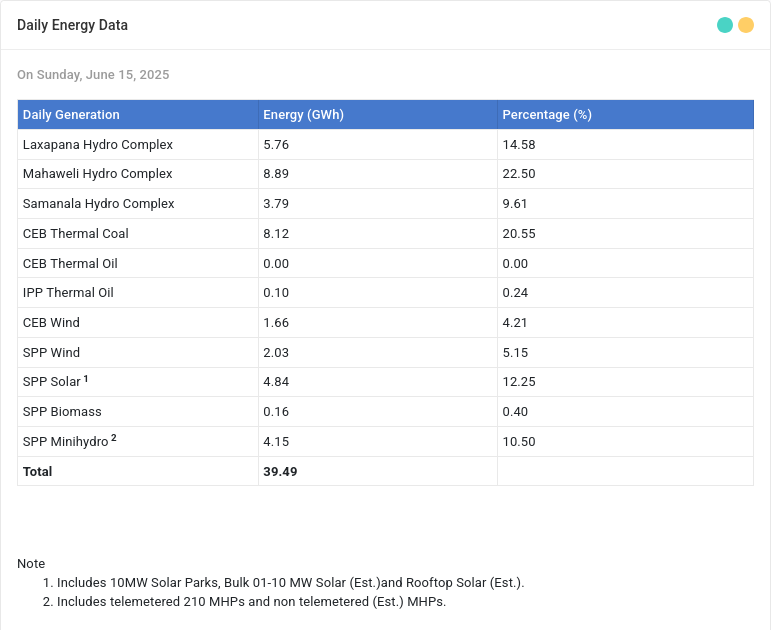 Daily Energy Data
On Sunday, June 15, 2025
Daily Generation Energy (GWh) Percentage (%)
Laxapana Hydro Complex 5.76 14.58
Mahaweli Hydro Complex 8.89 22.50
Samanala Hydro Complex 3.79 9.61
CEB Thermal Coal 8.12 20.55
CEB Thermal Oil 0.00 0.00
IPP Thermal Oil 0.10 0.24
CEB Wind 1.66 4.21
SPP Wind 2.03 5.15
SPP Solar 1 4.84 12.25
SPP Biomass 0.16 0.40
SPP Minihydro 2 4.15 10.50
Total 39.49
Note
1. Includes 10MW Solar Parks, Bulk 01-10 MW Solar (Est.)and Rooftop Solar (Est.).
2. Includes telemetered 210 MHPs and non telemetered (Est.) MHPs.